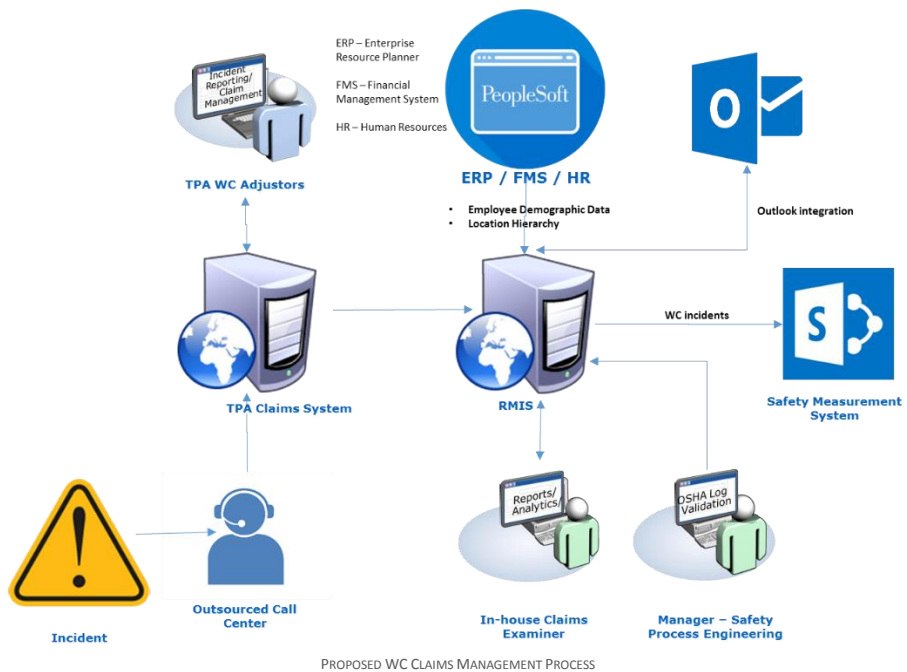 Incident
Reporting/
Claim
Management
TPA WC Adjustors
ERP – Enterprise
Resource Planner
FMS – Financial
Management System
HR – Human Resources
PeopleSoft
ERP / FMS / HR
• Employee Demographic Data
• Location Hierarchy
O
Outlook integration
TPA Claims System
RMIS
WC incidents
S
Safety Measurement
System
Incident
Outsourced Call
Center
Reports/
Analytics/
In-house Claims
Examiner
OSHA Log
Validation
Manager – Safety
Process Engineering
PROPOSED WC CLAIMS MANAGEMENT PROCESS